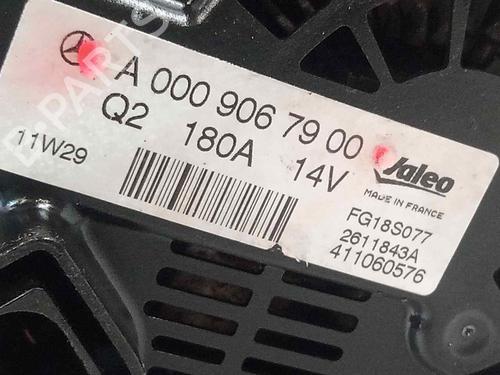 A 000 906 79 00
Q2 180A 14V
11W29
Valeo
MADE IN FRANCE
FG18S077
2611843A
411060576